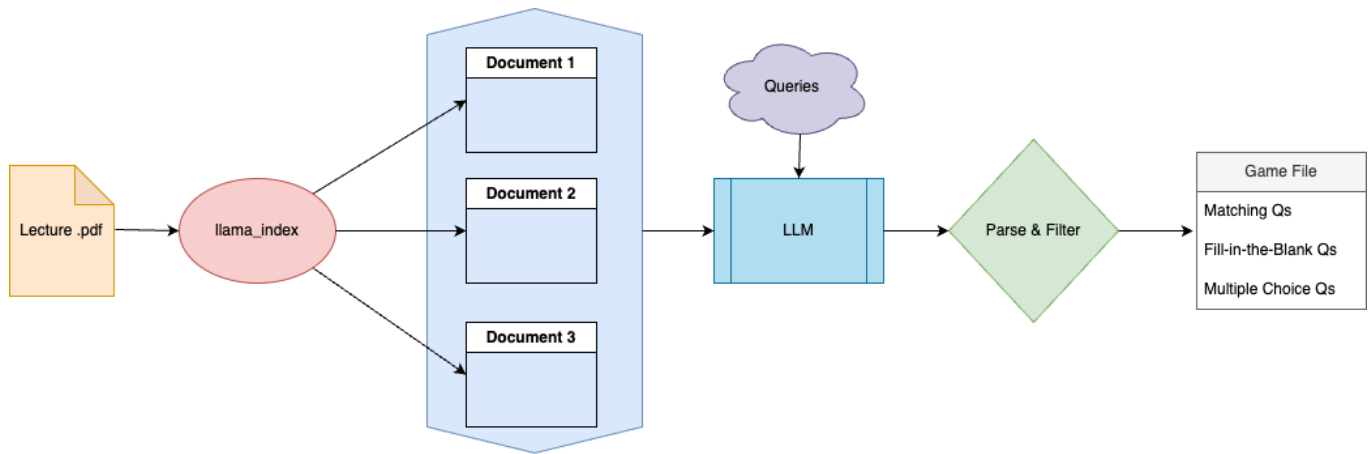 Lecture .pdf
llama_index
Document 1
Document 2
Document 3
Queries
LLM
Parse & Filter
Game File
Matching Qs
Fill-in-the-Blank Qs
Multiple Choice Qs